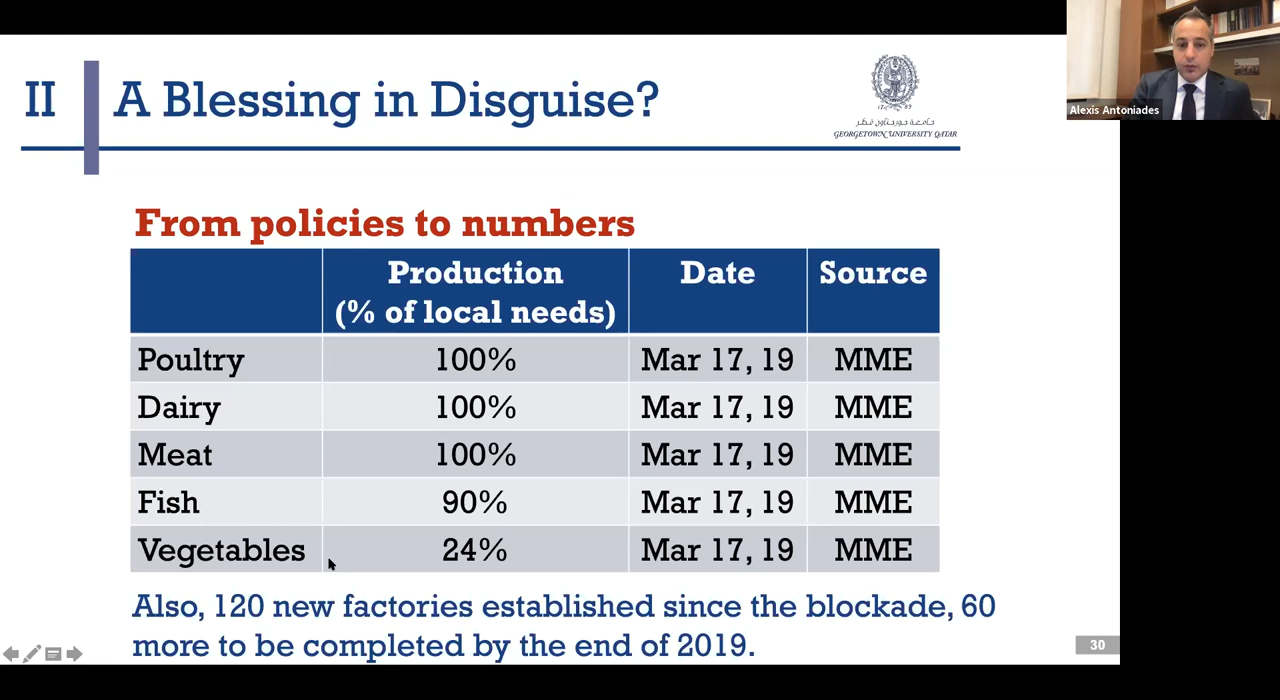 II A Blessing in Disguise?
جامعة جورجتاون قطر
GEORGETOWN UNIVERSITY QATAR
Alexis Antoniades
From policies to numbers
Production Date Source
(% of local needs)
Poultry 100% Mar 17, 19 MME
Dairy 100% Mar 17, 19 MME
Meat 100% Mar 17, 19 MME
Fish 90% Mar 17, 19 MME
Vegetables 24% Mar 17, 19 MME
Also, 120 new factories established since the blockade, 60
more to be completed by the end of 2019.
30